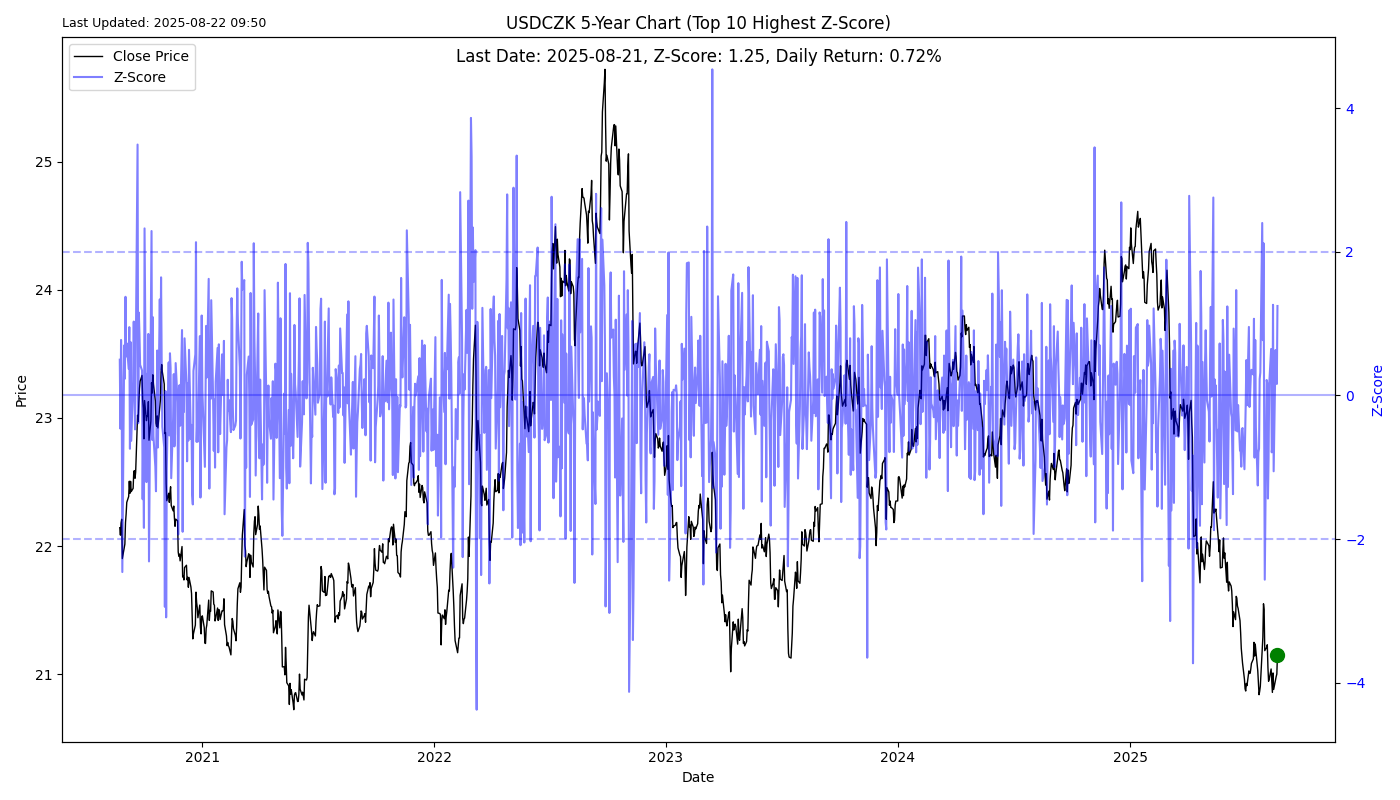 Last Updated: 2025-08-22 09:50
USDCZK 5-Year Chart (Top 10 Highest Z-Score)
Last Date: 2025-08-21, Z-Score: 1.25, Daily Return: 0.72%
Close Price
Z-Score
25
24
23
22
21
Price
4
2
0
−2
−4
Z-Score
2021
2022
2023
2024
2025
Date